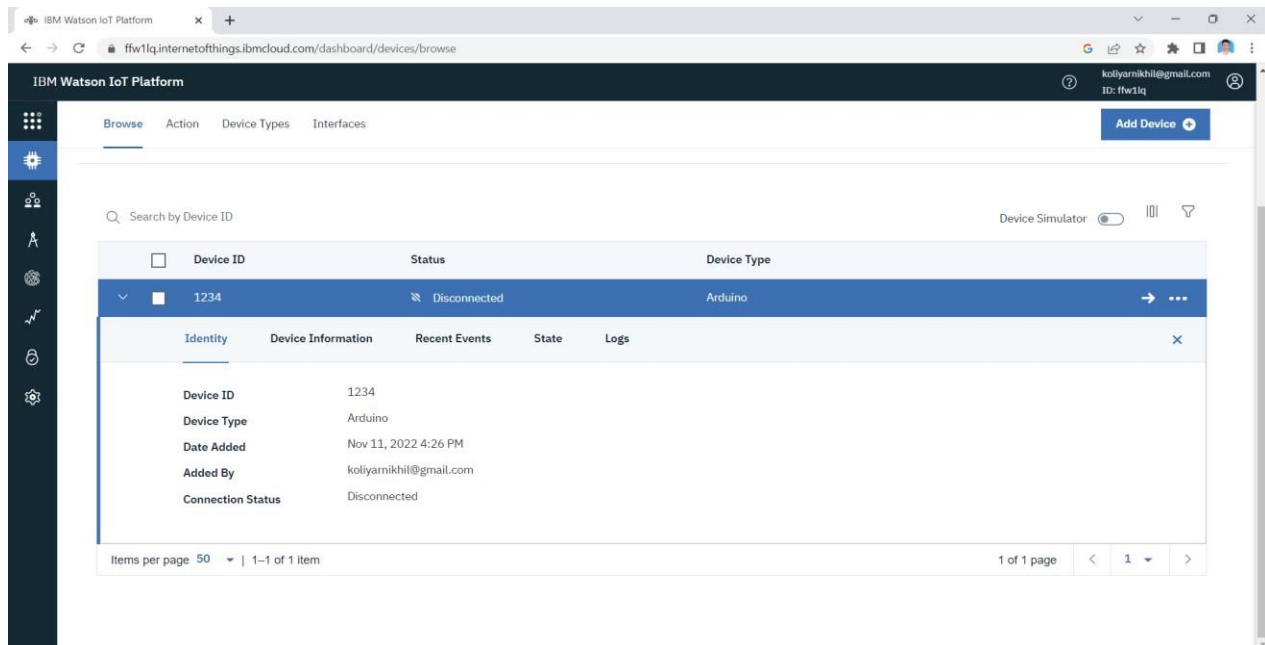 IBM Watson IoT Platform
ffw1lq.internetofthings.ibmcloud.com/dashboard/devices/browse
IBM Watson IoT Platform
koliyarnikhil@gmail.com
ID: ffw1lq
Browse Action Device Types Interfaces Add Device
Search by Device ID Device Simulator
Device ID Status Device Type
1234 Disconnected Arduino
Identity Device Information Recent Events State Logs
Device ID 1234
Device Type Arduino
Date Added Nov 11, 2022 4:26 PM
Added By koliyarnikhil@gmail.com
Connection Status Disconnected
Items per page 50 | 1–1 of 1 item 1 of 1 page 1